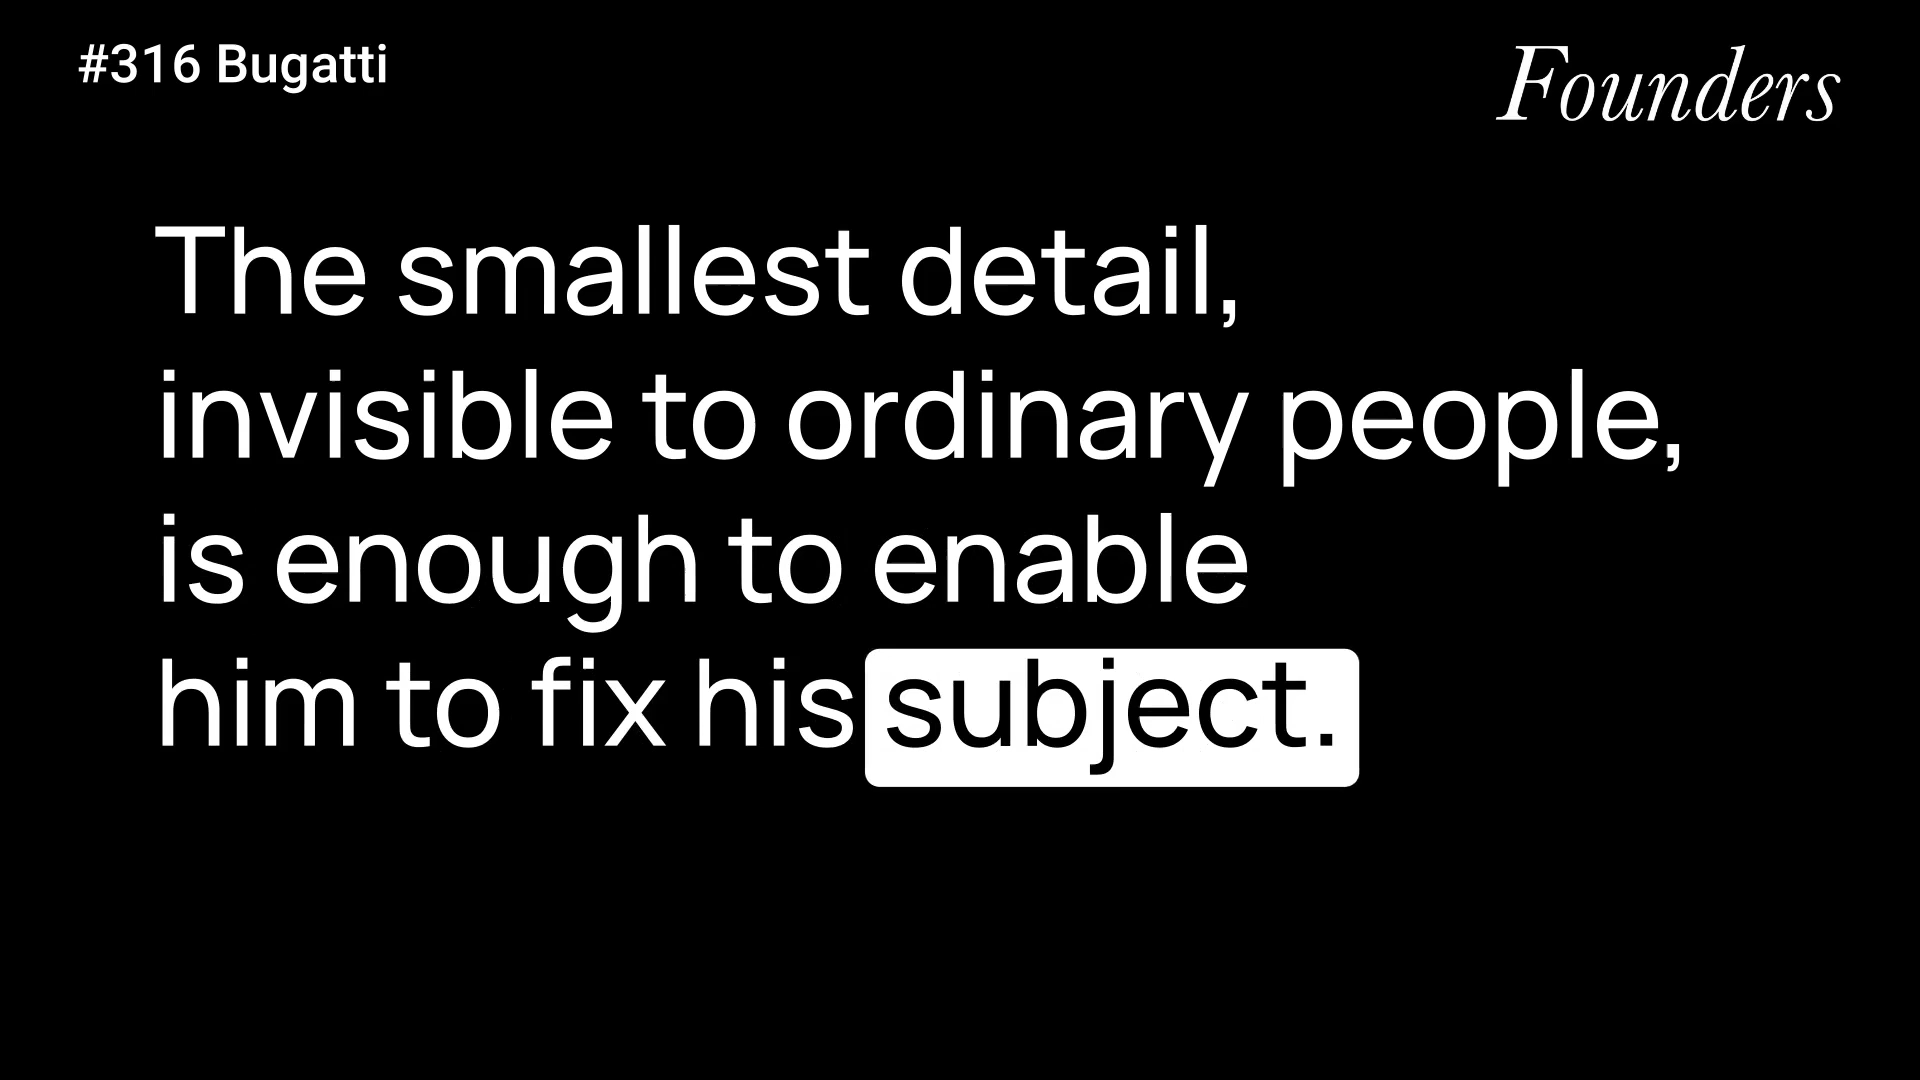 #316 Bugatti
Founders
The smallest detail,
invisible to ordinary people,
is enough to enable
him to fix his subject.